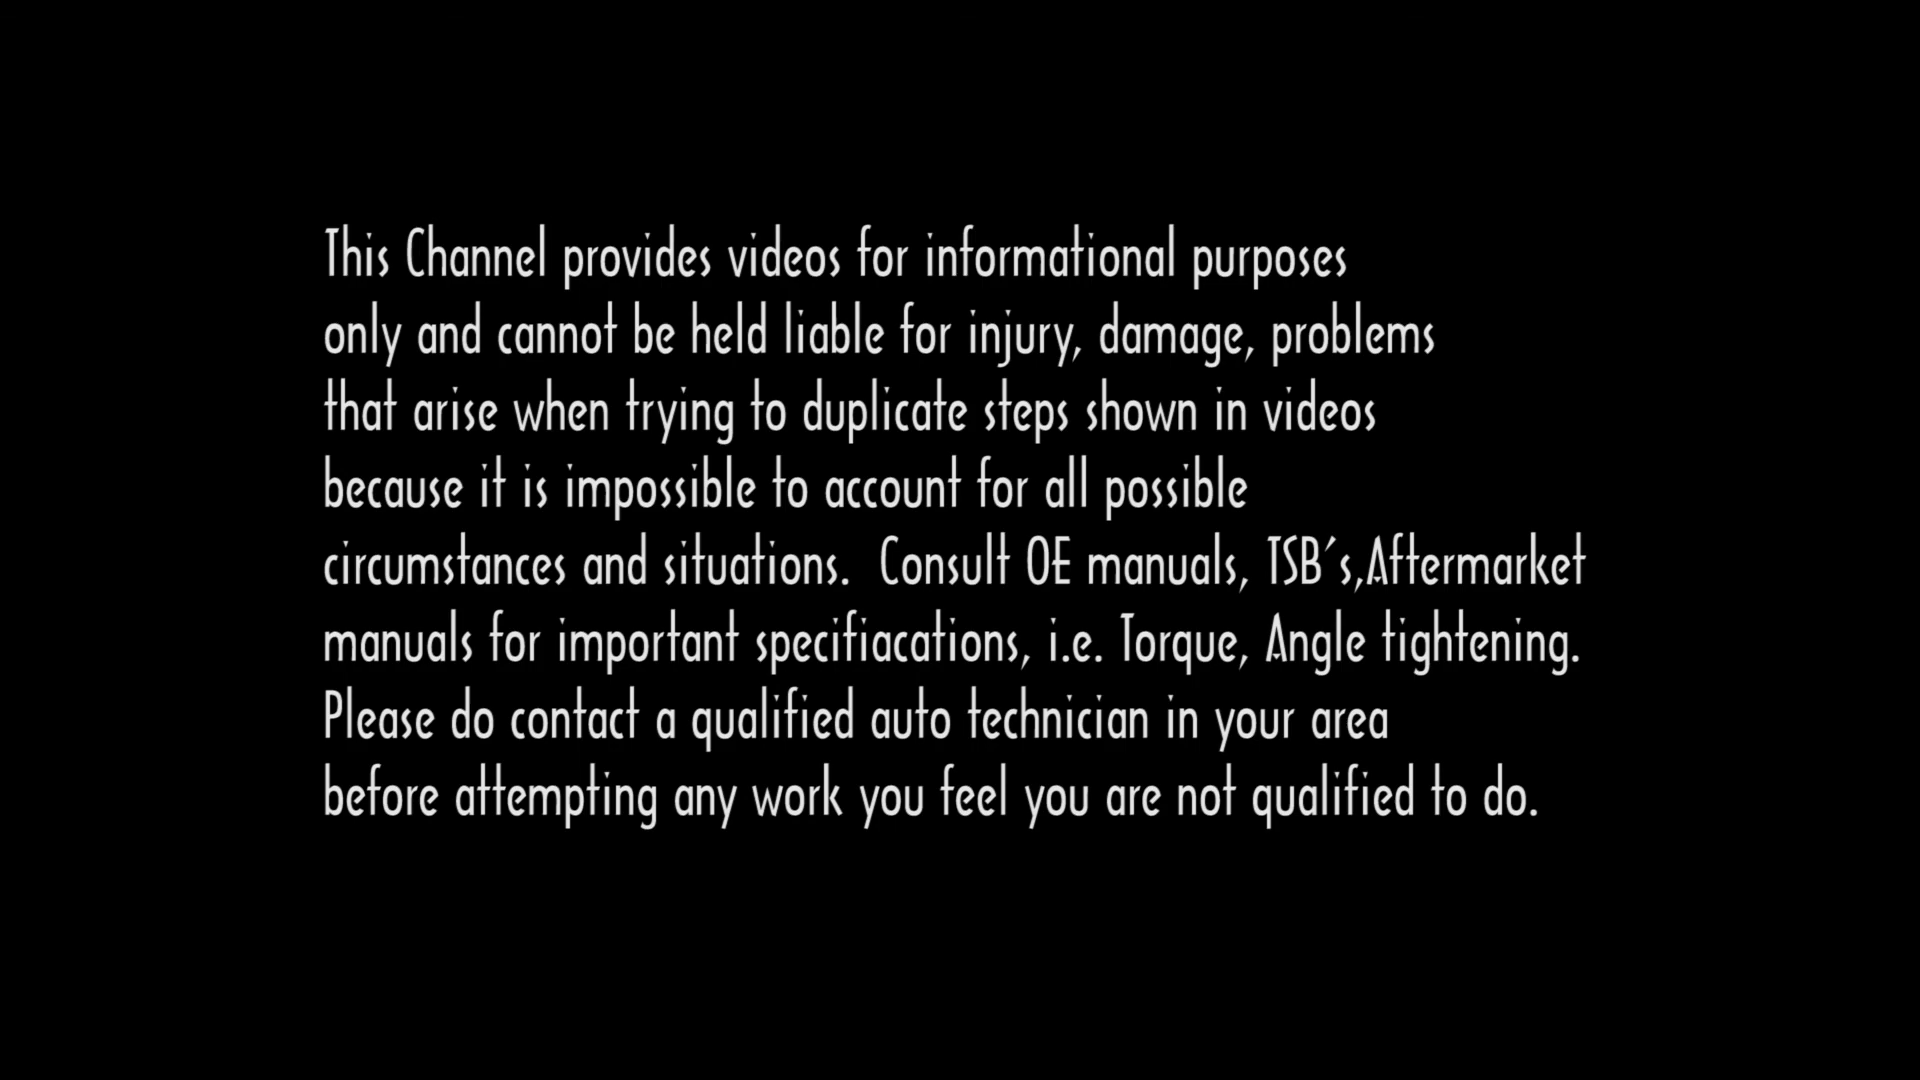 This Channel provides videos for informational purposes
only and cannot be held liable for injury, damage, problems
that arise when trying to duplicate steps shown in videos
because it is impossible to account for all possible
circumstances and situations.  Consult OE manuals, TSB's,Aftermarket
manuals for important specifiacations, i.e. Torque, Angle tightening.
Please do contact a qualified auto technician in your area
before attempting any work you feel you are not qualified to do.